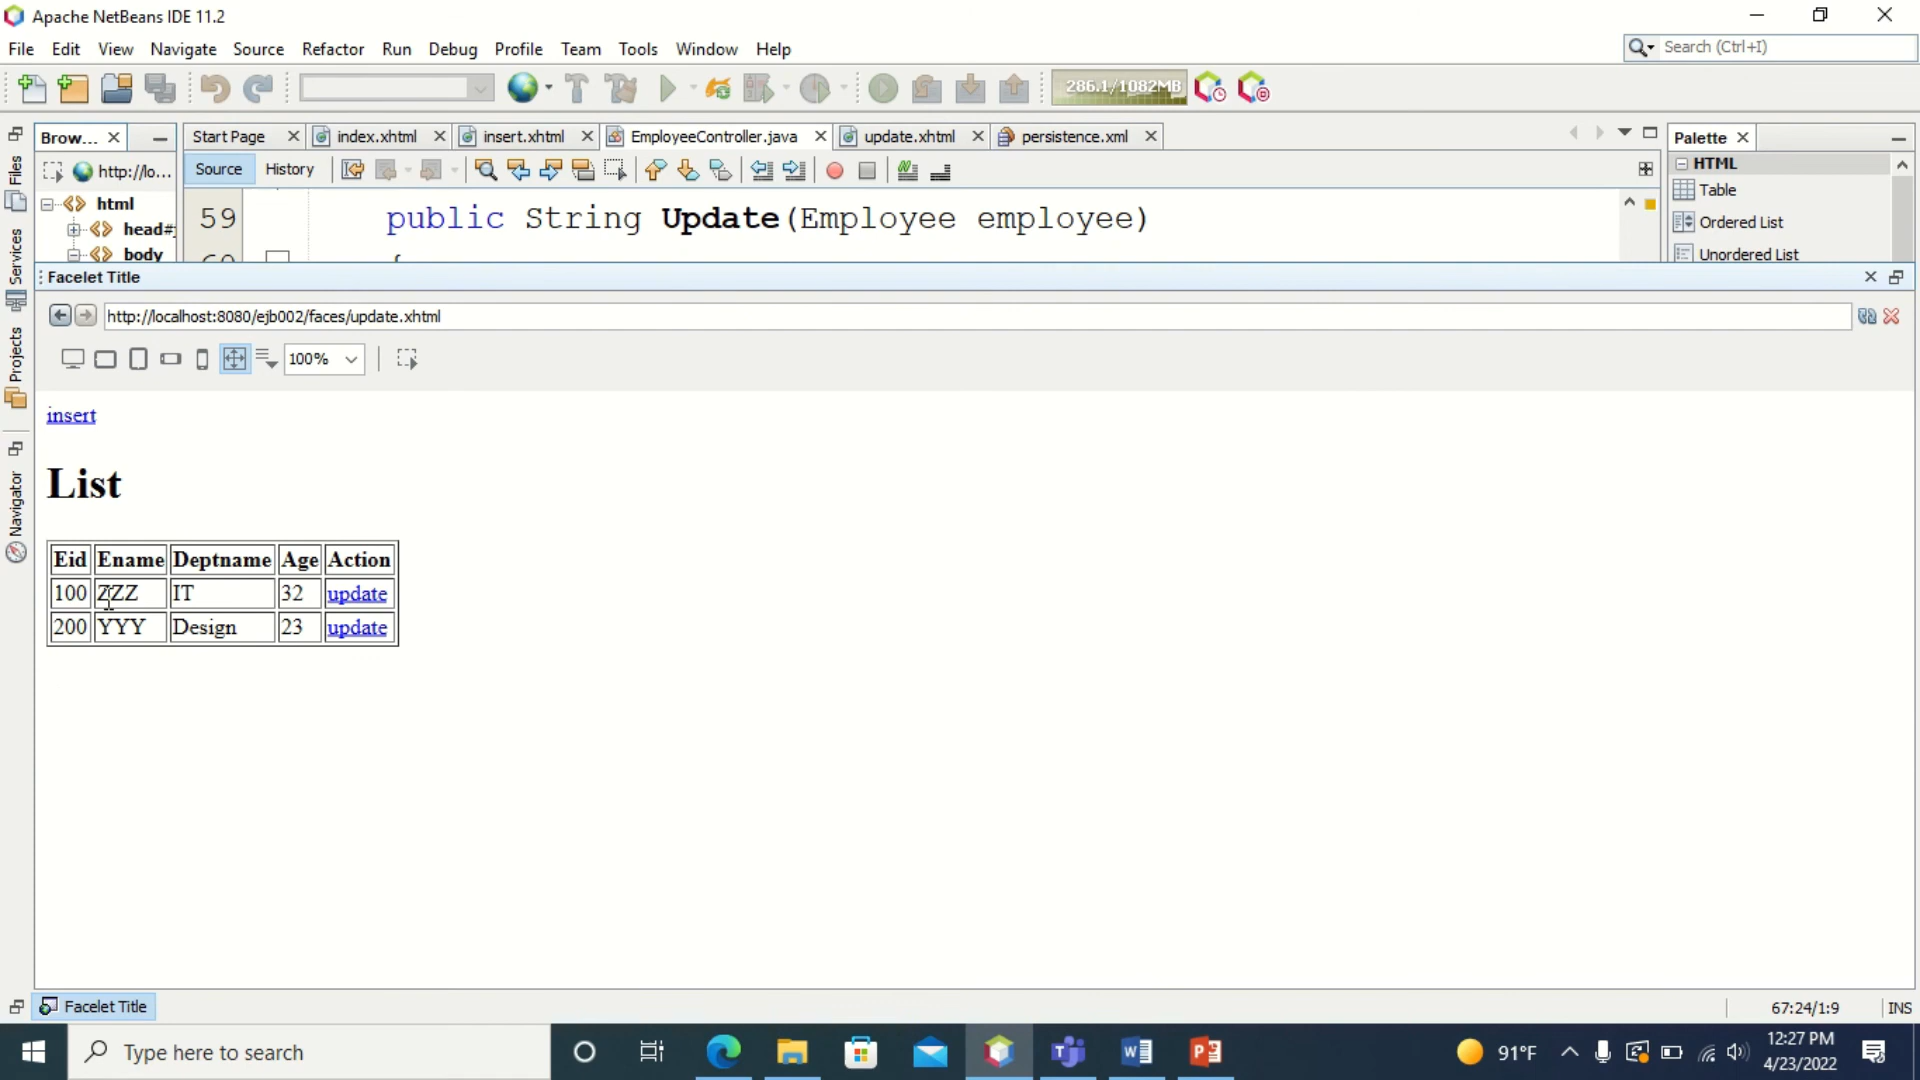 Apache NetBeans IDE 11.2
File Edit View Navigate Source Refactor Run Debug Profile Team Tools Window Help
Search (Ctrl+I)
286.1/1082MB
Brow...
Start Page index.xhtml insert.xhtml EmployeeController.java update.xhtml persistence.xml
Palette
http://lo...
Source History
HTML
Table
html
59 public String Update(Employee employee)
Ordered List
head#j
body
60 {
Unordered List
Files
Services
Projects
Navigator
Facelet Title
http://localhost:8080/ejb002/faces/update.xhtml
100%
insert
List
Eid Ename Deptname Age Action
100 ZZZ IT 32 update
200 YYY Design 23 update
Facelet Title
67:24/1:9 INS
Type here to search
91°F
12:27 PM
4/23/2022